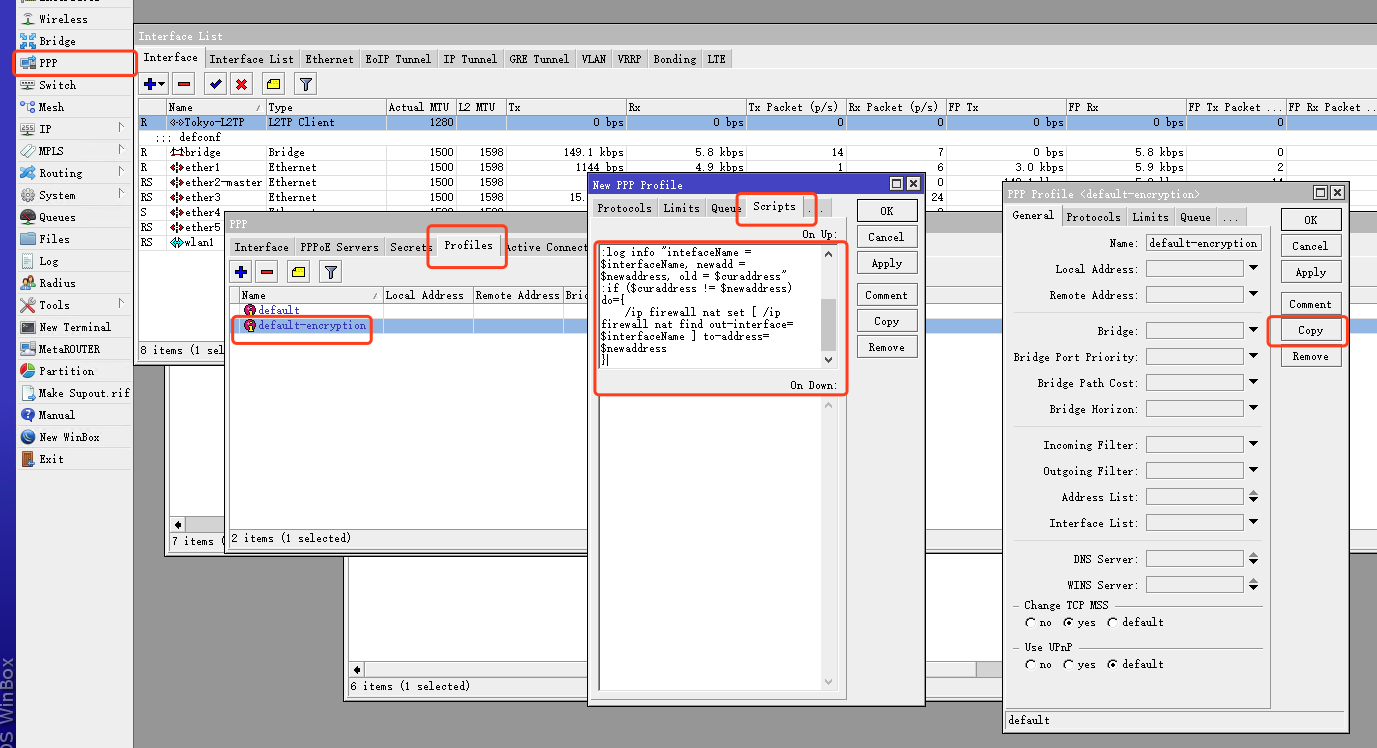 Wireless
Bridge
PPP
Switch
Mesh
IP
MPLS
Routing
System
Queues
Files
Log
Radius
Tools
New Terminal
MetaROUTER
Partition
Make Supout.rif
Manual
New WinBox
Exit
OS WinBox
Interface List
Interface Interface List Ethernet EoIP Tunnel IP Tunnel GRE Tunnel VLAN VRRP Bonding LTE
Name Type Actual MTU L2 MTU Tx Rx Tx Packet (p/s) Rx Packet (p/s) FP Tx FP Rx FP Tx Packet ... FP Rx Packet ...
R Tokyo-L2TP L2TP Client 1280 0 bps 0 bps 0 0 0 bps 0 bps 0
;;; defconf
R bridge Bridge 1500 1598 149.1 kbps 5.8 kbps 14 7 0 bps 5.8 kbps 0
R ether1 Ethernet 1500 1598 1144 bps 4.9 kbps 1 6 3.0 kbps 5.9 kbps 2
RS ether2-master Ethernet 1500 1598 0
RS ether3 Ethernet 1500 1598 15. 24
S ether4
RS ether5
RS wlan1
8 items (1 sel
PPP
Interface PPPoE Servers Secrets Profiles Active Connect
Name Local Address Remote Address Brid
default
default-encryption
2 items (1 selected)
7 items (
6 items (1 selected)
New PPP Profile
Protocols Limits Queue Scripts ...
On Up:
:log info "intefaceName =
$interfaceName, newadd =
$newaddress, old = $curaddress"
:if ($curaddress != $newaddress)
do={
/ip firewall nat set [ /ip
firewall nat find out-interface=
$interfaceName ] to-address=
$newaddress
}
On Down:
OK
Cancel
Apply
Comment
Copy
Remove
PPP Profile <default-encryption>
General Protocols Limits Queue ...
Name: default-encryption
Local Address:
Remote Address:
Bridge:
Bridge Port Priority:
Bridge Path Cost:
Bridge Horizon:
Incoming Filter:
Outgoing Filter:
Address List:
Interface List:
DNS Server:
WINS Server:
Change TCP MSS
no yes default
Use UPnP
no yes default
default
OK
Cancel
Apply
Comment
Copy
Remove